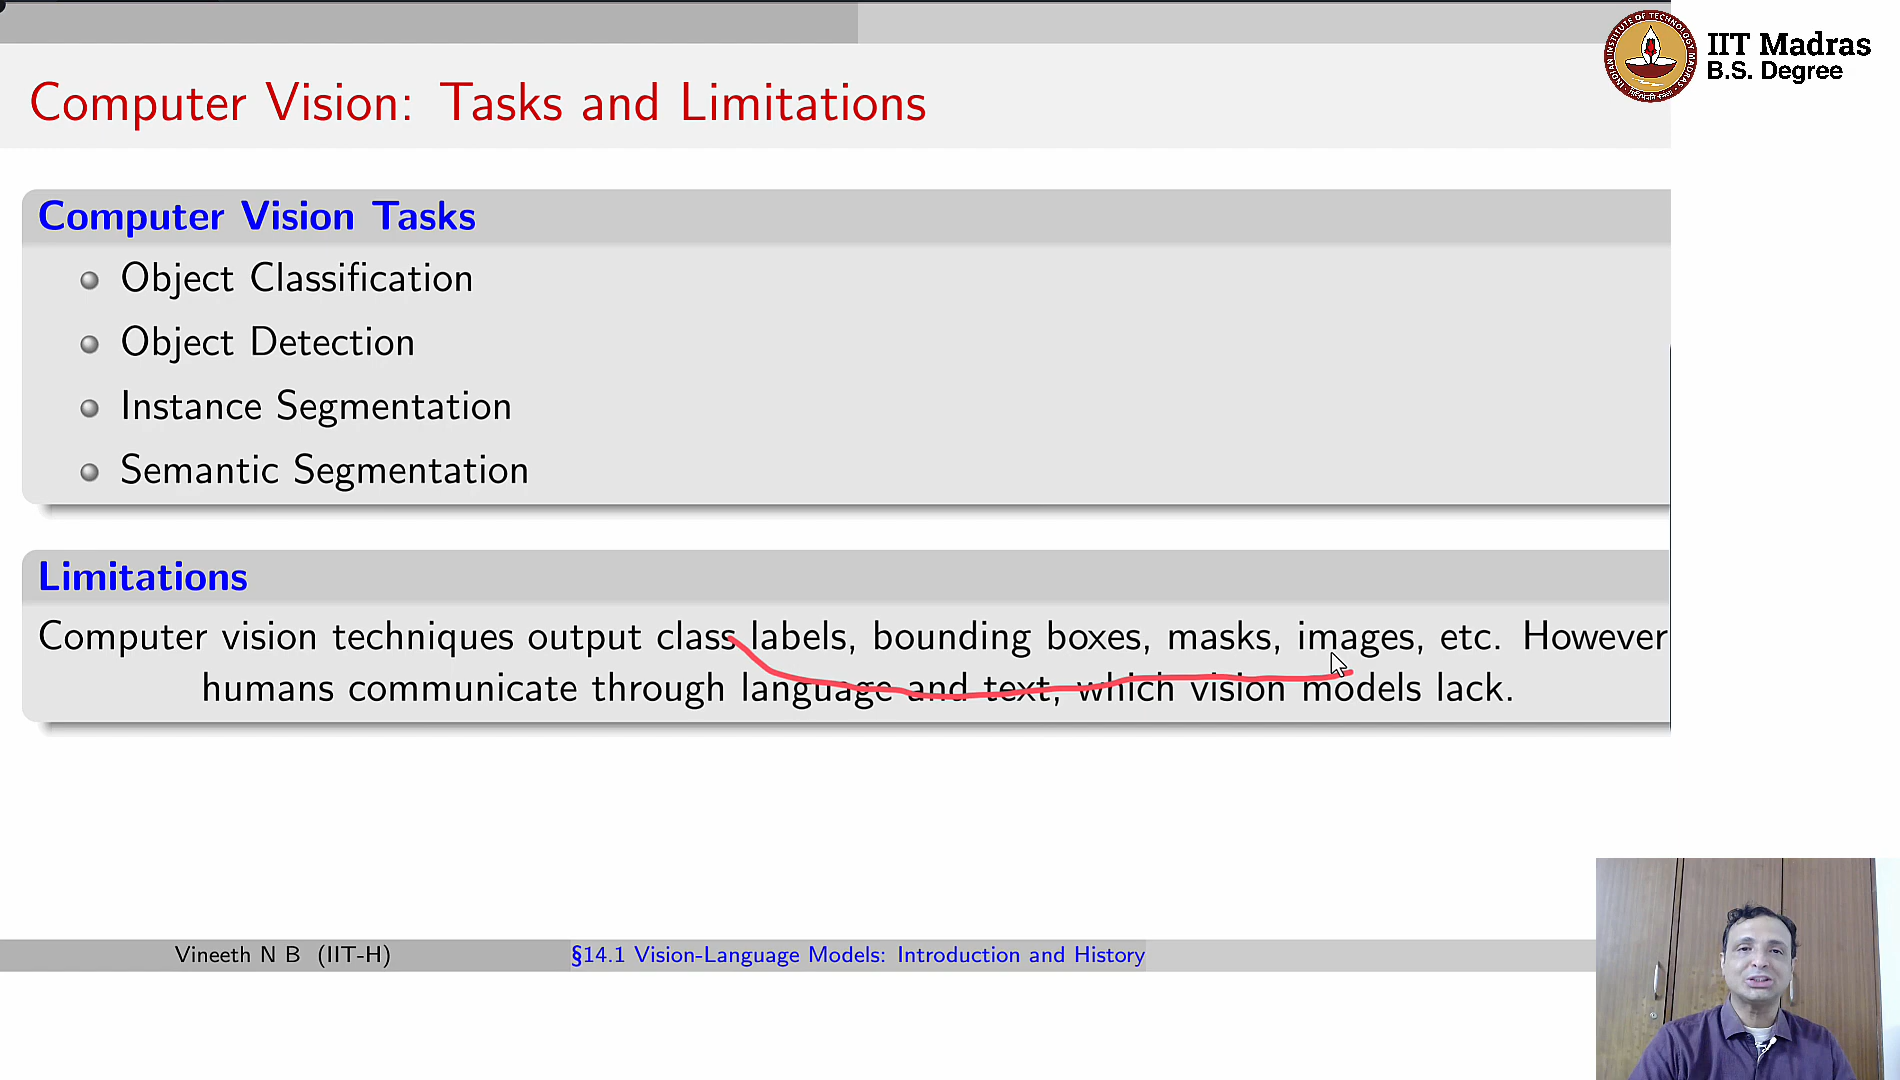 IIT Madras
B.S. Degree
Computer Vision: Tasks and Limitations
Computer Vision Tasks
Object Classification
Object Detection
Instance Segmentation
Semantic Segmentation
Limitations
Computer vision techniques output class labels, bounding boxes, masks, images, etc. However
humans communicate through language and text, which vision models lack.
Vineeth N B (IIT-H)
§14.1 Vision-Language Models: Introduction and History